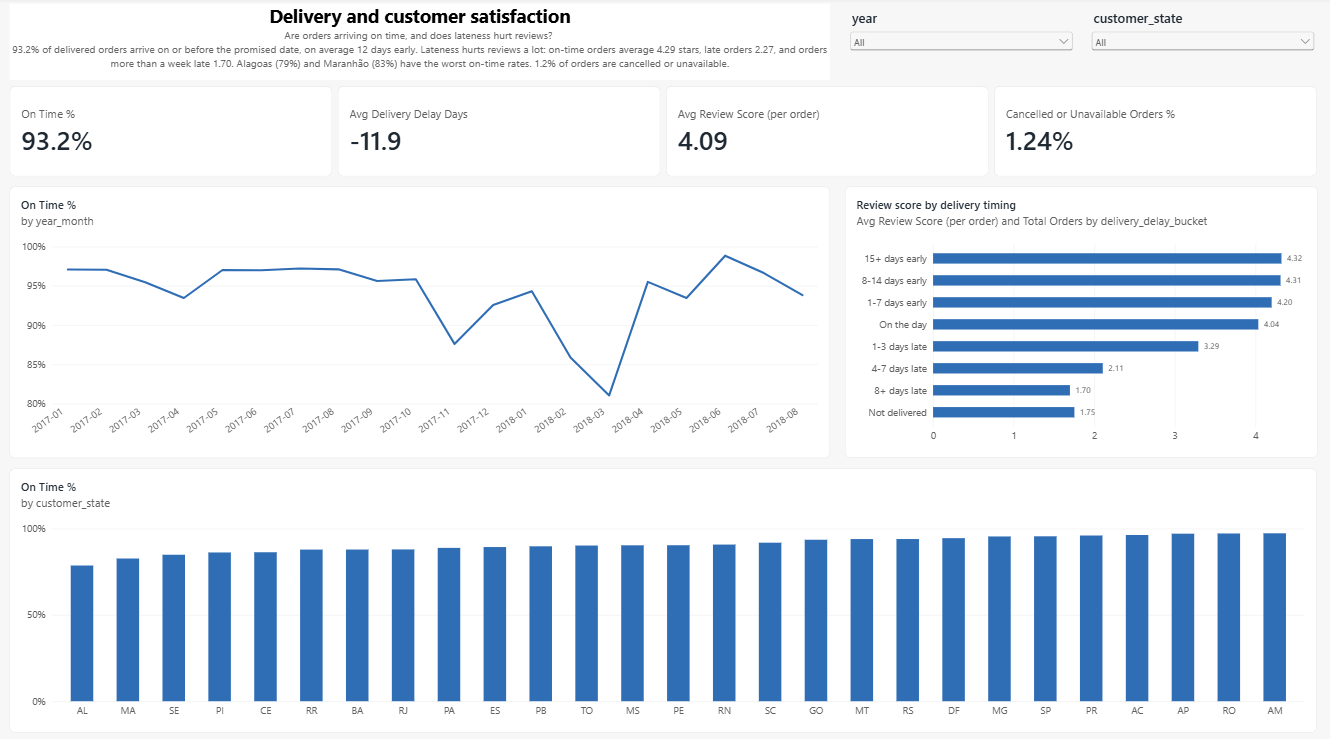 Delivery and customer satisfaction
Are orders arriving on time, and does lateness hurt reviews?
93.2% of delivered orders arrive on or before the promised date, on average 12 days early. Lateness hurts reviews a lot: on-time orders average 4.29 stars, late orders 2.27, and orders
more than a week late 1.70. Alagoas (79%) and Maranhão (83%) have the worst on-time rates. 1.2% of orders are cancelled or unavailable.
year
All
customer_state
All
On Time %
93.2%
Avg Delivery Delay Days
-11.9
Avg Review Score (per order)
4.09
Cancelled or Unavailable Orders %
1.24%
On Time %
by year_month
100%
95%
90%
85%
80%
2017-01 2017-02 2017-03 2017-04 2017-05 2017-06 2017-07 2017-08 2017-09 2017-10 2017-11 2017-12 2018-01 2018-02 2018-03 2018-04 2018-05 2018-06 2018-07 2018-08
Review score by delivery timing
Avg Review Score (per order) and Total Orders by delivery_delay_bucket
15+ days early 4.32
8-14 days early 4.31
1-7 days early 4.20
On the day 4.04
1-3 days late 3.29
4-7 days late 2.11
8+ days late 1.70
Not delivered 1.75
0 1 2 3 4
On Time %
by customer_state
100%
50%
0%
AL MA SE PI CE RR BA RJ PA ES PB TO MS PE RN SC GO MT RS DF MG SP PR AC AP RO AM